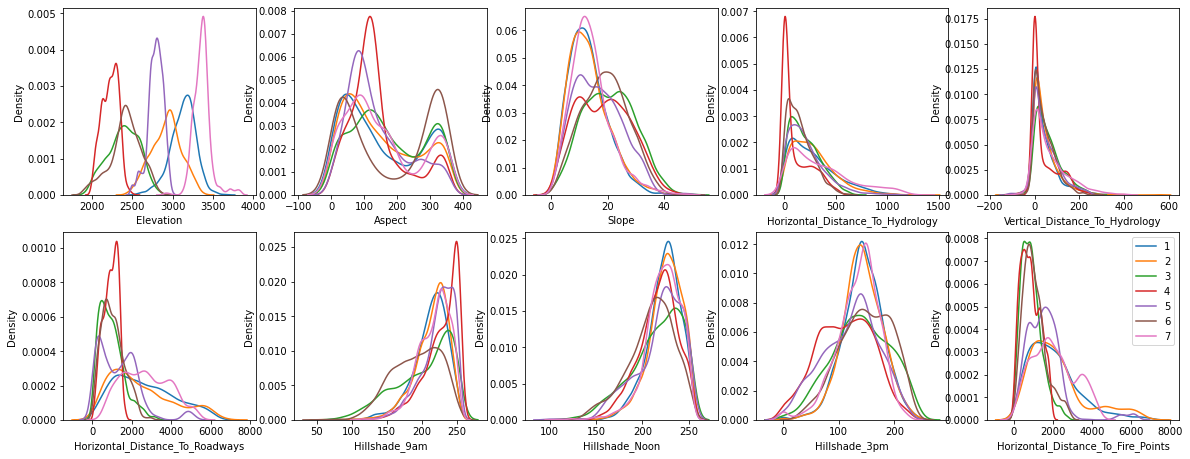 0.005
0.004
0.003
0.002
0.001
0.000
Density
2000 2500 3000 3500 4000
Elevation
0.008
0.007
0.006
0.005
0.004
0.003
0.002
0.001
0.000
Density
−100 0 100 200 300 400
Aspect
0.06
0.05
0.04
0.03
0.02
0.01
0.00
Density
0 20 40
Slope
0.007
0.006
0.005
0.004
0.003
0.002
0.001
0.000
Density
0 500 1000 1500
Horizontal_Distance_To_Hydrology
0.0175
0.0150
0.0125
0.0100
0.0075
0.0050
0.0025
0.0000
Density
−200 0 200 400 600
Vertical_Distance_To_Hydrology
0.0010
0.0008
0.0006
0.0004
0.0002
0.0000
Density
0 2000 4000 6000 8000
Horizontal_Distance_To_Roadways
0.025
0.020
0.015
0.010
0.005
0.000
Density
50 100 150 200 250
Hillshade_9am
0.025
0.020
0.015
0.010
0.005
0.000
Density
100 150 200 250
Hillshade_Noon
0.012
0.010
0.008
0.006
0.004
0.002
0.000
Density
0 100 200
Hillshade_3pm
0.0008
0.0007
0.0006
0.0005
0.0004
0.0003
0.0002
0.0001
0.0000
Density
0 2000 4000 6000 8000
Horizontal_Distance_To_Fire_Points
1
2
3
4
5
6
7